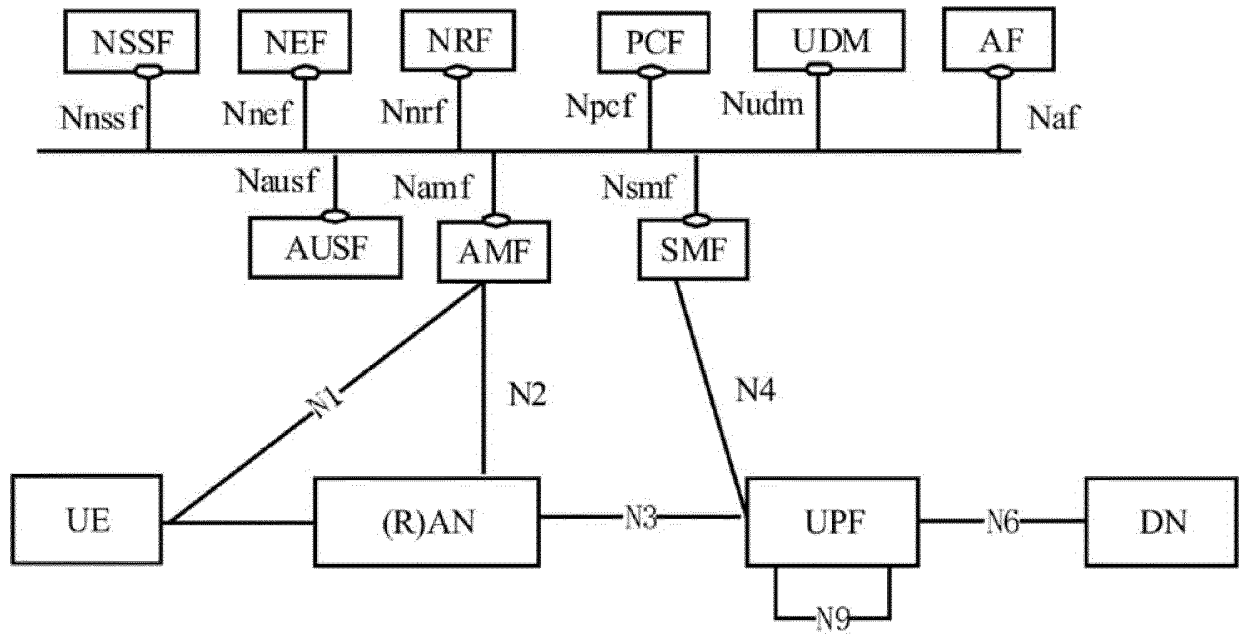 NSSF
NEF
NRF
PCF
UDM
AF
Nnssf
Nnef
Nnrf
Npcf
Nudm
Naf
Nausf
Namf
Nsmf
AUSF
AMF
SMF
N1
N2
N4
UE
(R)AN
N3
UPF
N6
DN
N9